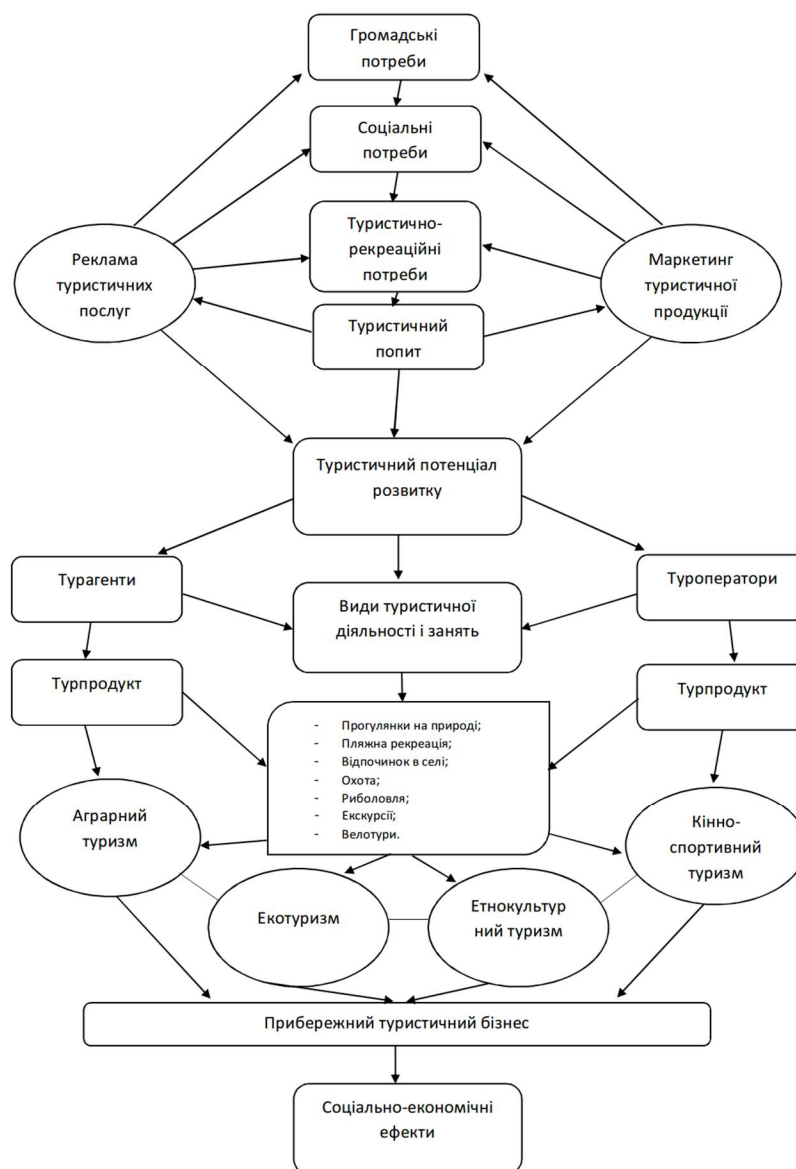 Громадські
потреби
Соціальні
потреби
Туристично-
рекреаційні
потреби
Реклама
туристичних
послуг
Маркетинг
туристичної
продукції
Туристичний
попит
Туристичний потенціал
розвитку
Турагенти
Види туристичної
діяльності і занять
Туроператори
Турпродукт
Турпродукт
- Прогулянки на природі;
- Пляжна рекреація;
- Відпочинок в селі;
- Охота;
- Риболовля;
- Екскурсії;
- Велотури.
Аграрний
туризм
Кінно-
спортивний
туризм
Екотуризм
Етнокультур
ний туризм
Прибережний туристичний бізнес
Соціально-економічні
ефекти